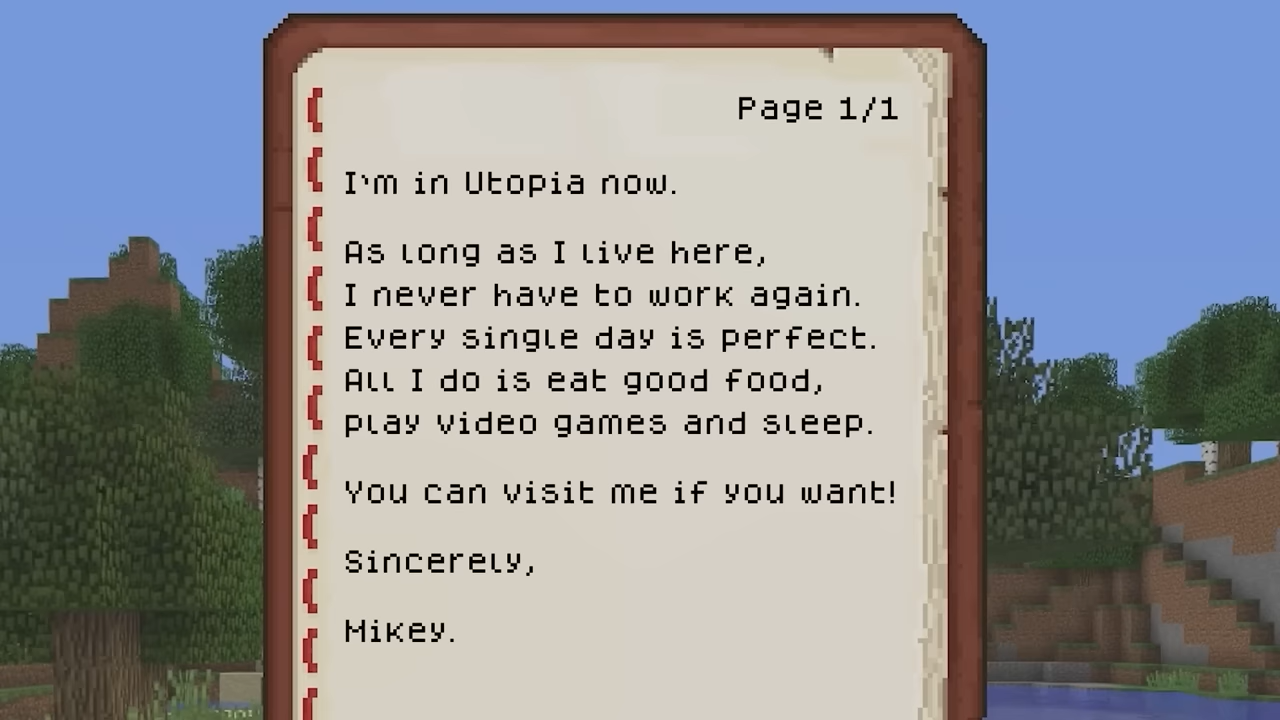 Page 1/1
I'm in Utopia now.
As long as I live here,
I never have to work again.
Every single day is perfect.
All I do is eat good food,
play video games and sleep.
You can visit me if you want!
Sincerely,
Mikey.